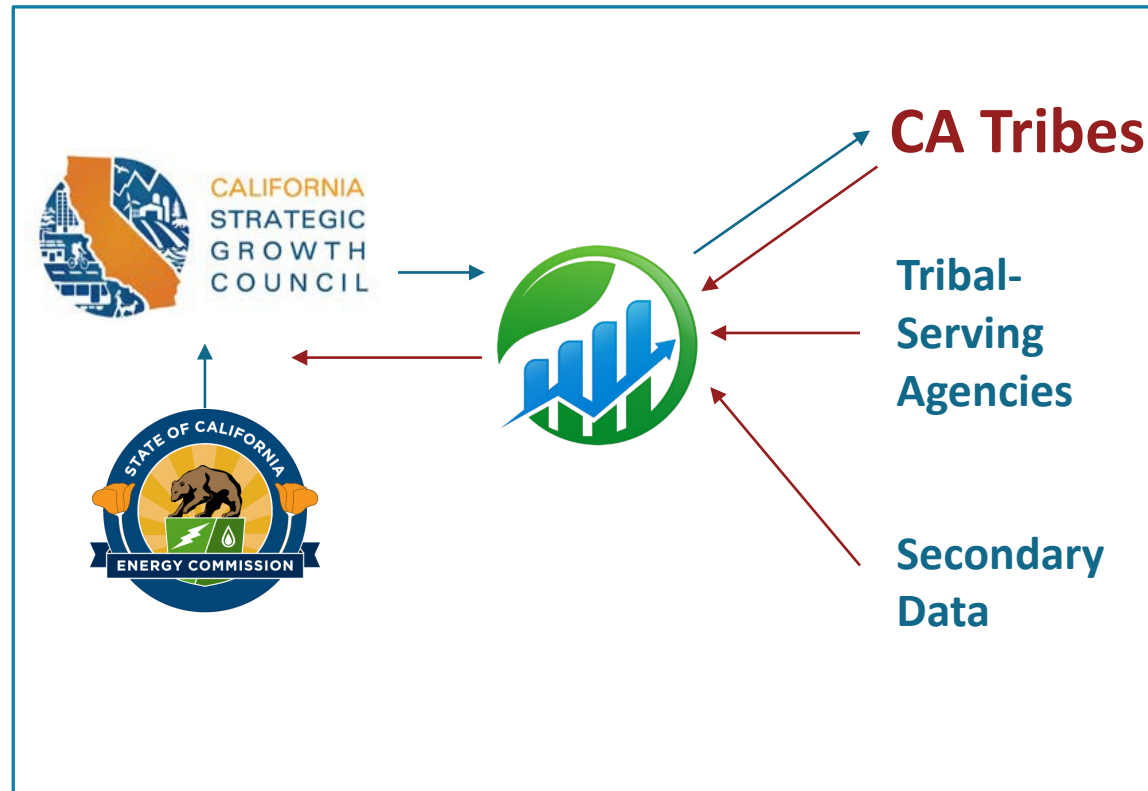 CA Tribes
CALIFORNIA
STRATEGIC
GROWTH
COUNCIL
Tribal-
Serving
Agencies
STATE OF CALIFORNIA
ENERGY COMMISSION
Secondary
Data